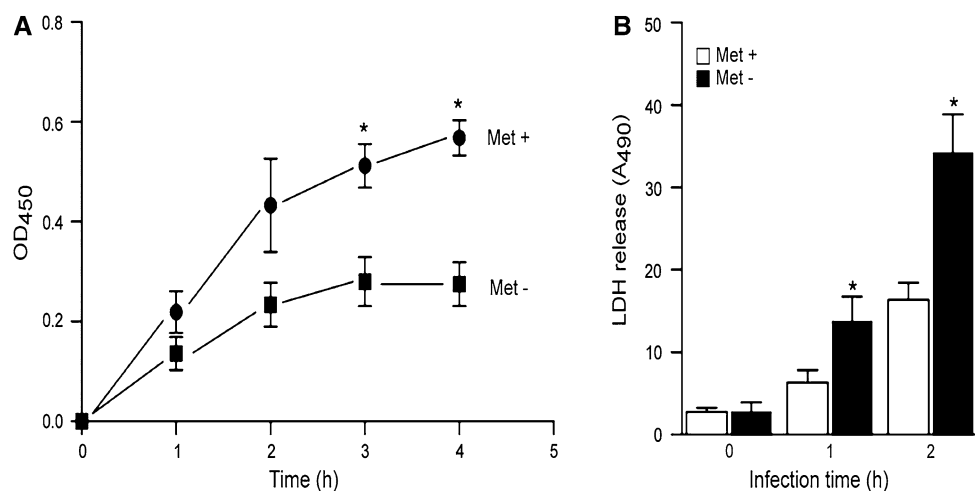 A
0.8
0.6
0.4
0.2
0.0
OD450
0 1 2 3 4 5
Time (h)
*
*
Met +
Met -
B
50
40
30
20
10
0
LDH release (A490)
Met +
Met -
*
*
0 1 2
Infection time (h)